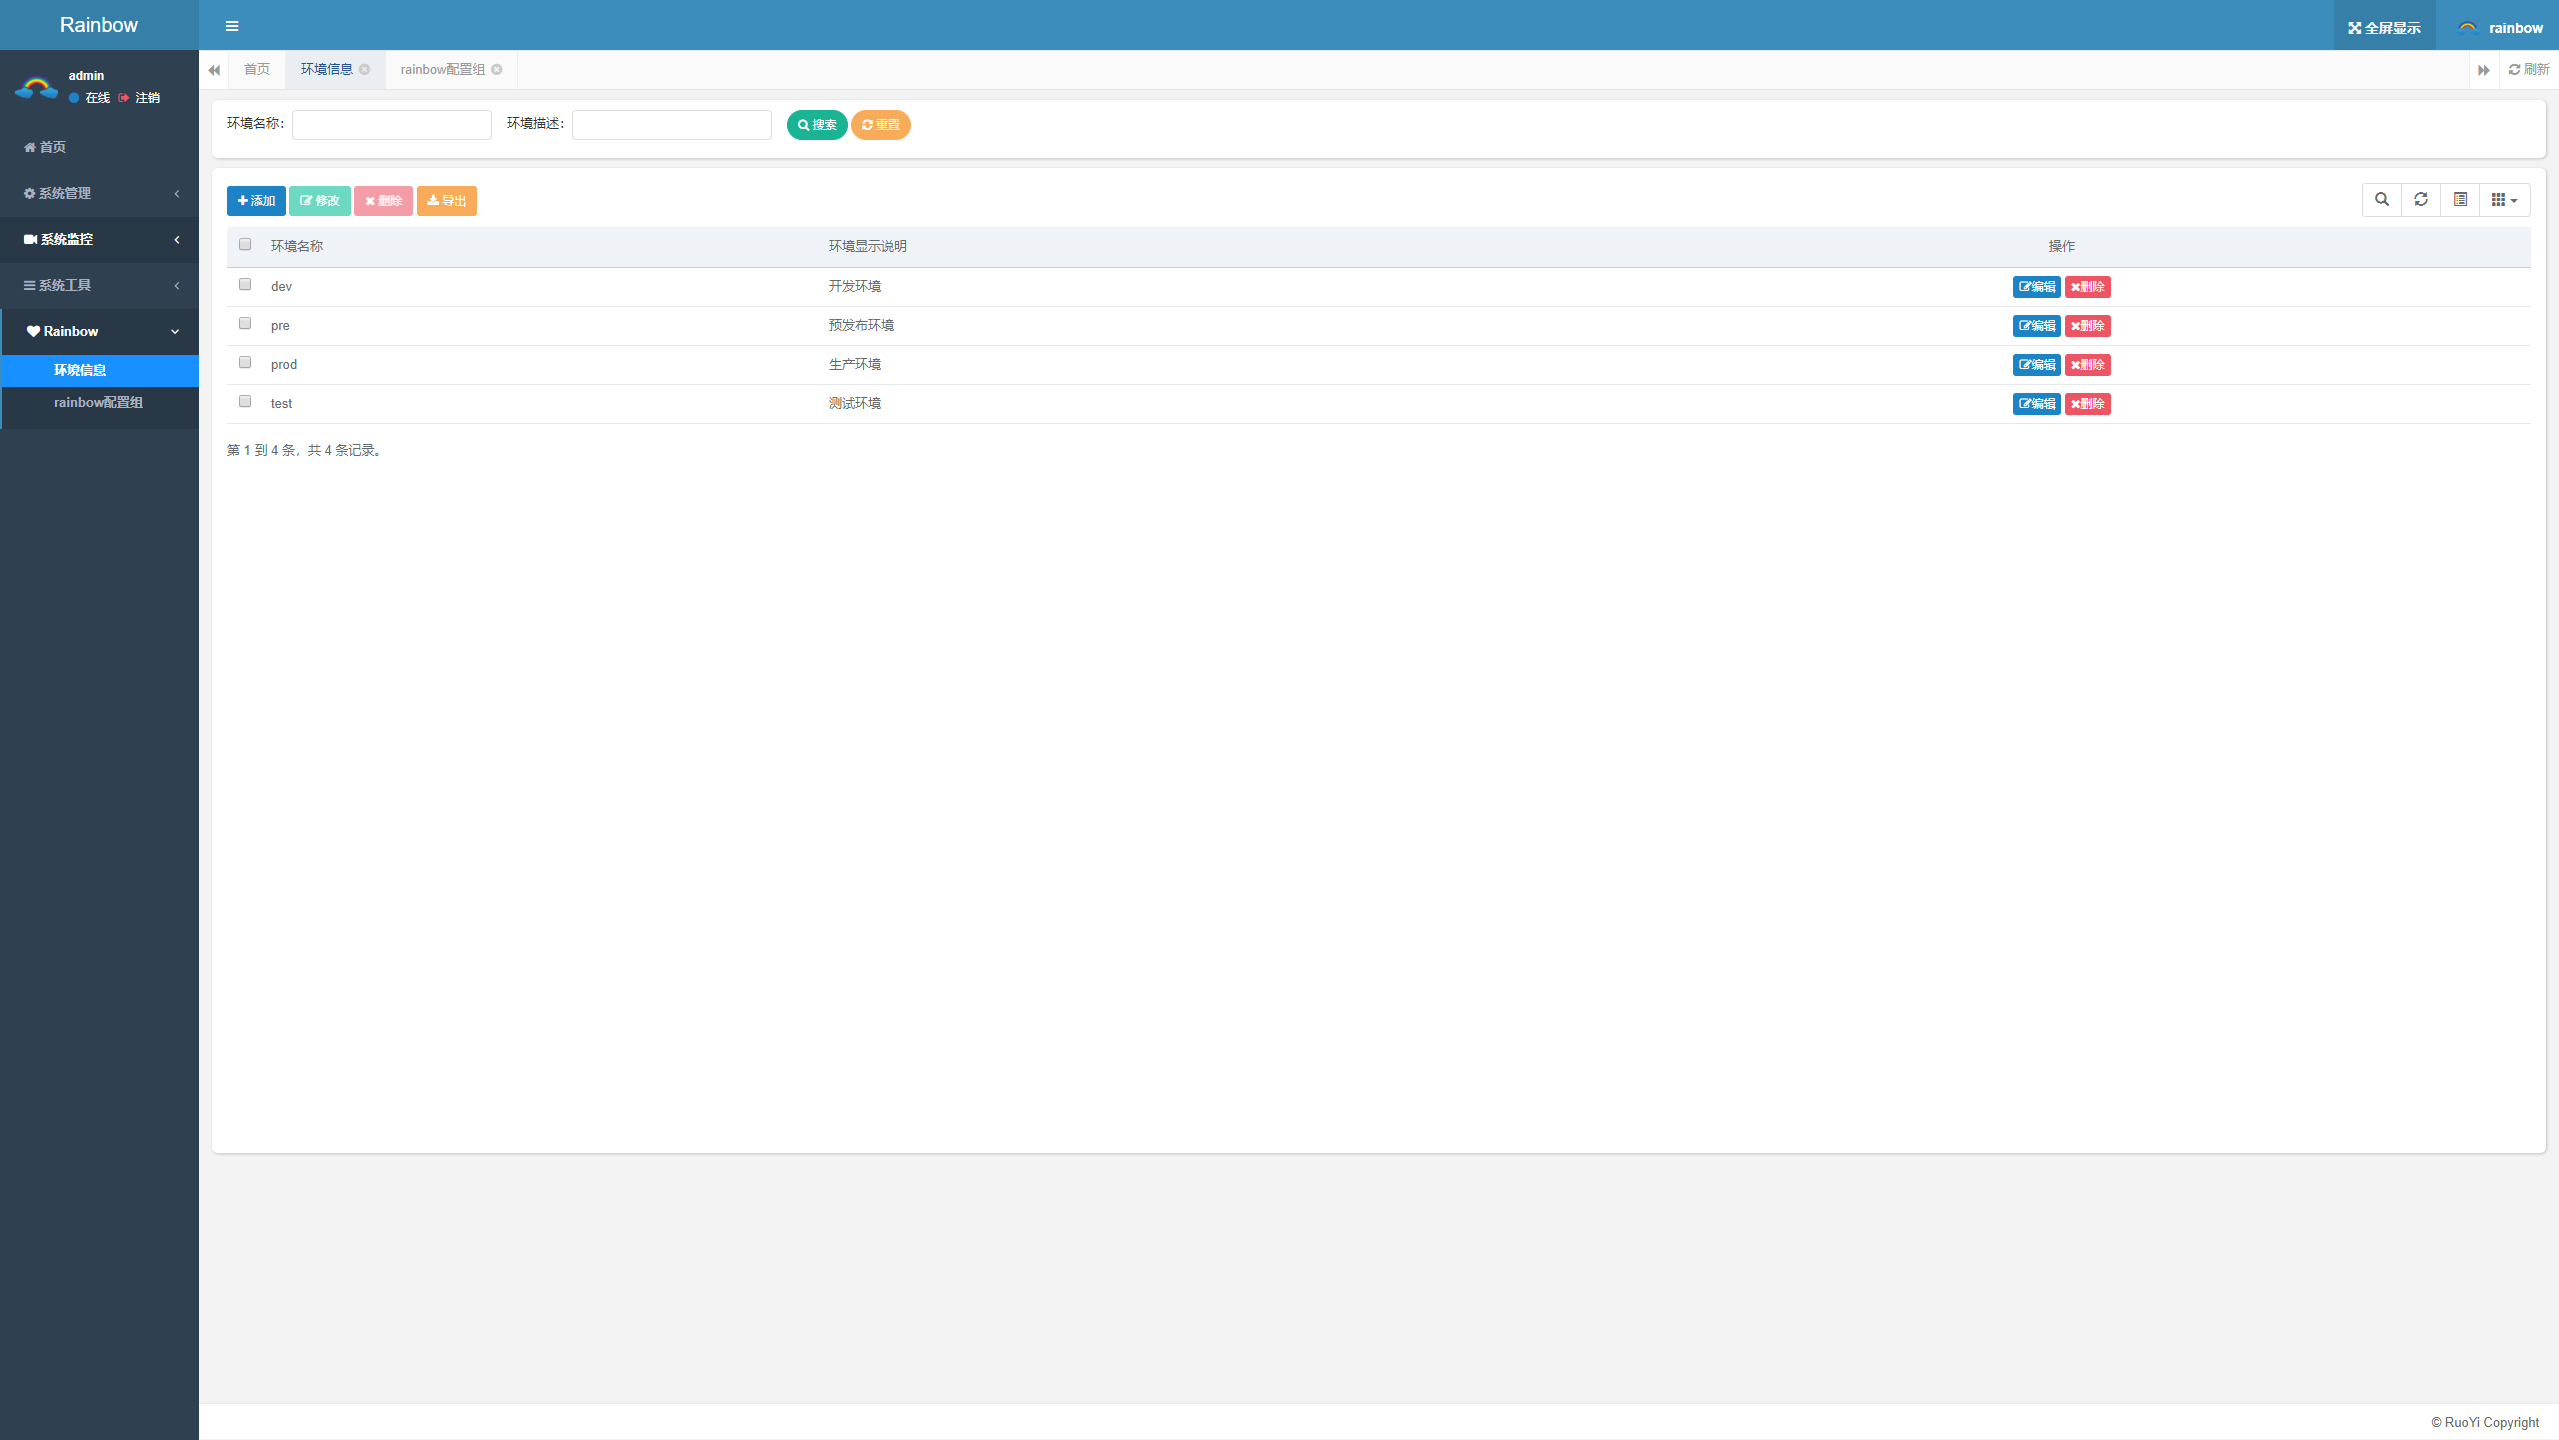 Rainbow
全屏显示
rainbow
admin
在线 注销
首页
系统管理
系统监控
系统工具
Rainbow
环境信息
rainbow配置组
首页 环境信息 rainbow配置组 刷新
环境名称： 环境描述： 搜索 重置
添加 修改 删除 导出
环境名称 环境显示说明 操作
dev 开发环境 编辑 删除
pre 预发布环境 编辑 删除
prod 生产环境 编辑 删除
test 测试环境 编辑 删除
第 1 到 4 条，共 4 条记录。
© RuoYi Copyright